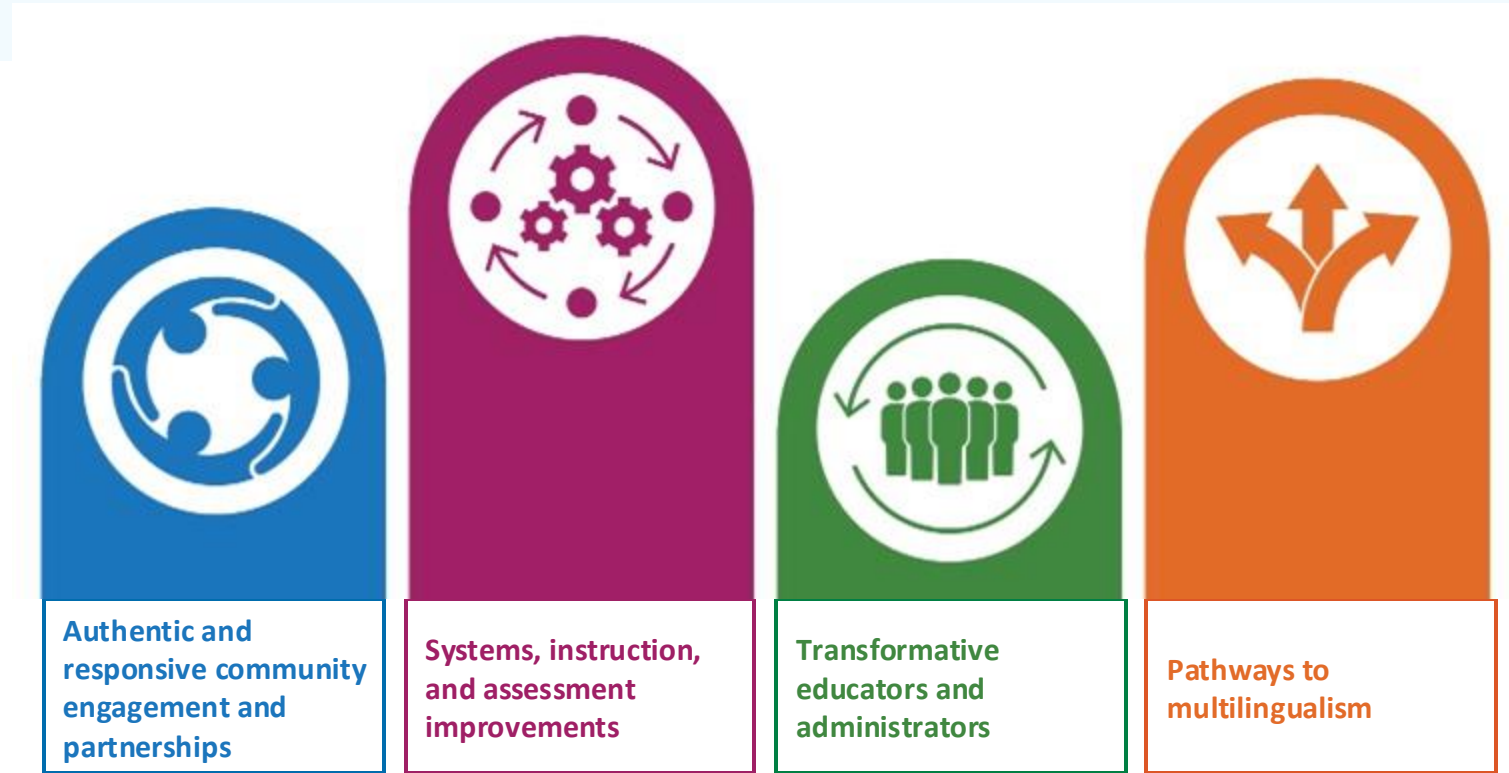 Authentic and
responsive community
engagement and
partnerships
Systems, instruction,
and assessment
improvements
Transformative
educators and
administrators
Pathways to
multilingualism